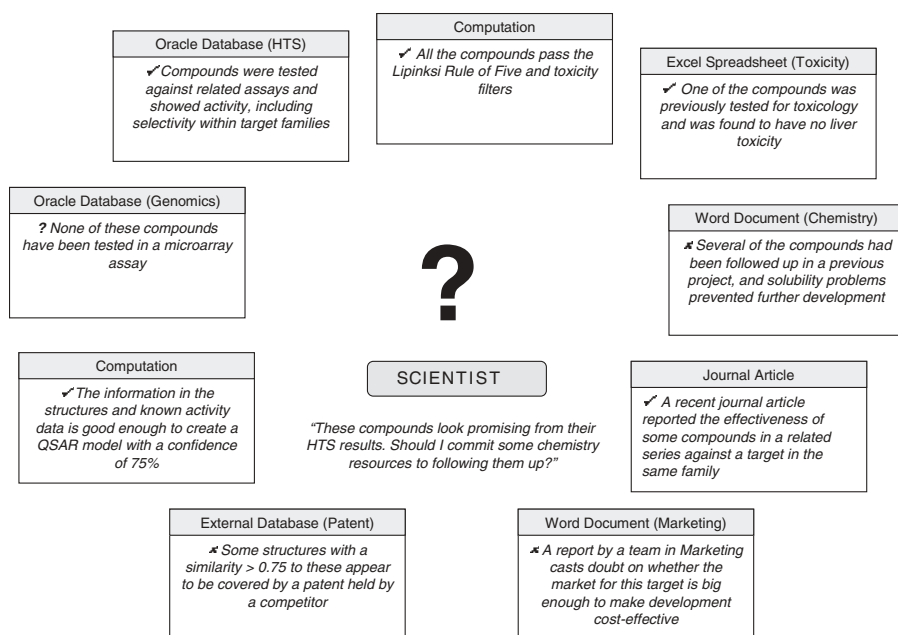 Oracle Database (HTS)
✓ Compounds were tested
against related assays and
showed activity, including
selectivity within target families
Computation
✓ All the compounds pass the
Lipinksi Rule of Five and toxicity
filters
Excel Spreadsheet (Toxicity)
✓ One of the compounds was
previously tested for toxicology
and was found to have no liver
toxicity
Oracle Database (Genomics)
? None of these compounds
have been tested in a microarray
assay
?
Word Document (Chemistry)
✗ Several of the compounds had
been followed up in a previous
project, and solubility problems
prevented further development
Computation
✓ The information in the
structures and known activity
data is good enough to create a
QSAR model with a confidence
of 75%
SCIENTIST
"These compounds look promising from their
HTS results. Should I commit some chemistry
resources to following them up?"
Journal Article
✓ A recent journal article
reported the effectiveness of
some compounds in a related
series against a target in the
same family
External Database (Patent)
✗ Some structures with a
similarity > 0.75 to these appear
to be covered by a patent held by
a competitor
Word Document (Marketing)
✗ A report by a team in Marketing
casts doubt on whether the
market for this target is big
enough to make development
cost-effective